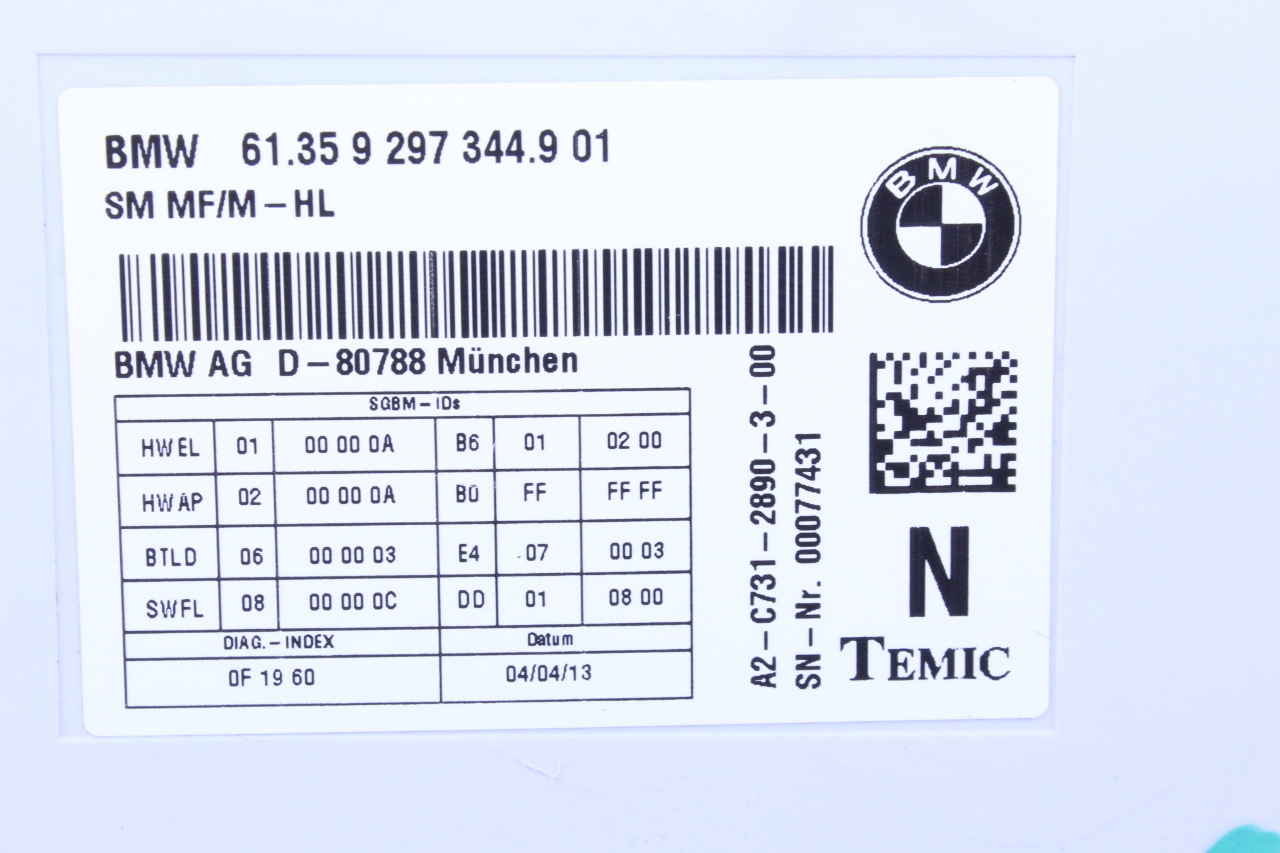 BMW 61.35 9 297 344.9 01
SM MF/M – HL
BMW
BMW AG D – 80788 München
SGBM – IDs
HWEL 01 00 00 0A B6 01 02 00
HWAP 02 00 00 0A B0 FF FF FF
BTLD 06 00 00 03 E4 07 00 03
SWFL 08 00 00 0C DD 01 08 00
DIAG. – INDEX Datum
0F 19 60 04/04/13
A2 – C731 – 2890 – 3 – 00
SN – Nr. 00077431
N
TEMIC